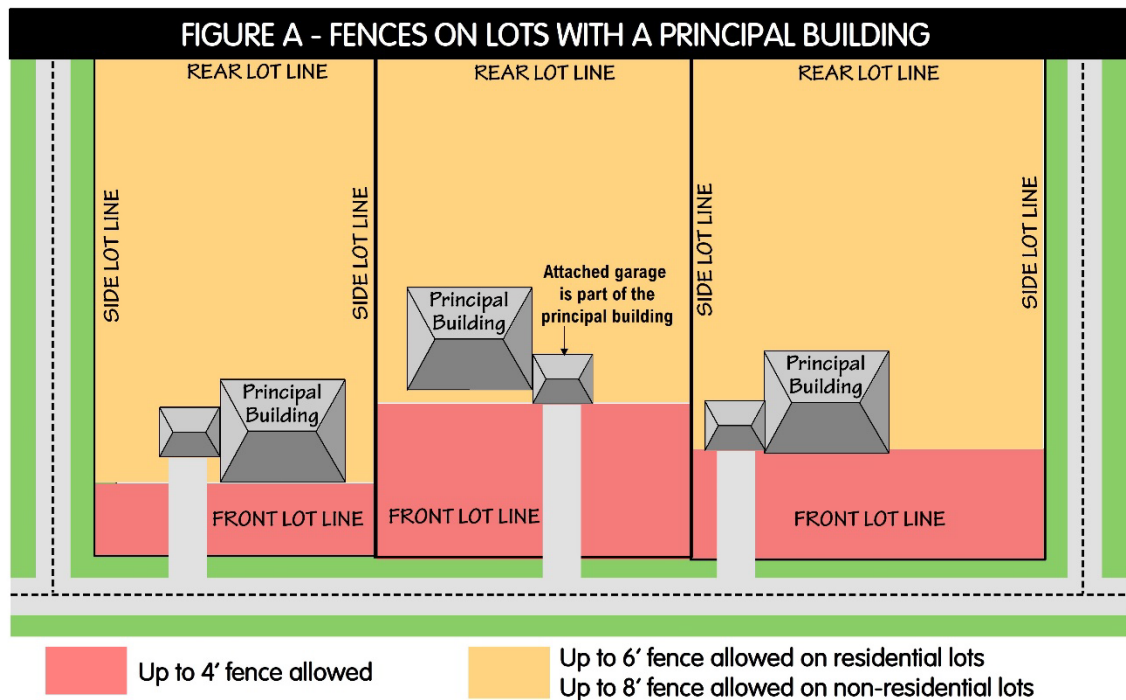 FIGURE A - FENCES ON LOTS WITH A PRINCIPAL BUILDING
REAR LOT LINE
REAR LOT LINE
REAR LOT LINE
SIDE LOT LINE
SIDE LOT LINE
SIDE LOT LINE
SIDE LOT LINE
Attached garage
is part of the
principal building
Principal
Building
Principal
Building
Principal
Building
FRONT LOT LINE
FRONT LOT LINE
FRONT LOT LINE
Up to 4' fence allowed
Up to 6' fence allowed on residential lots
Up to 8' fence allowed on non-residential lots